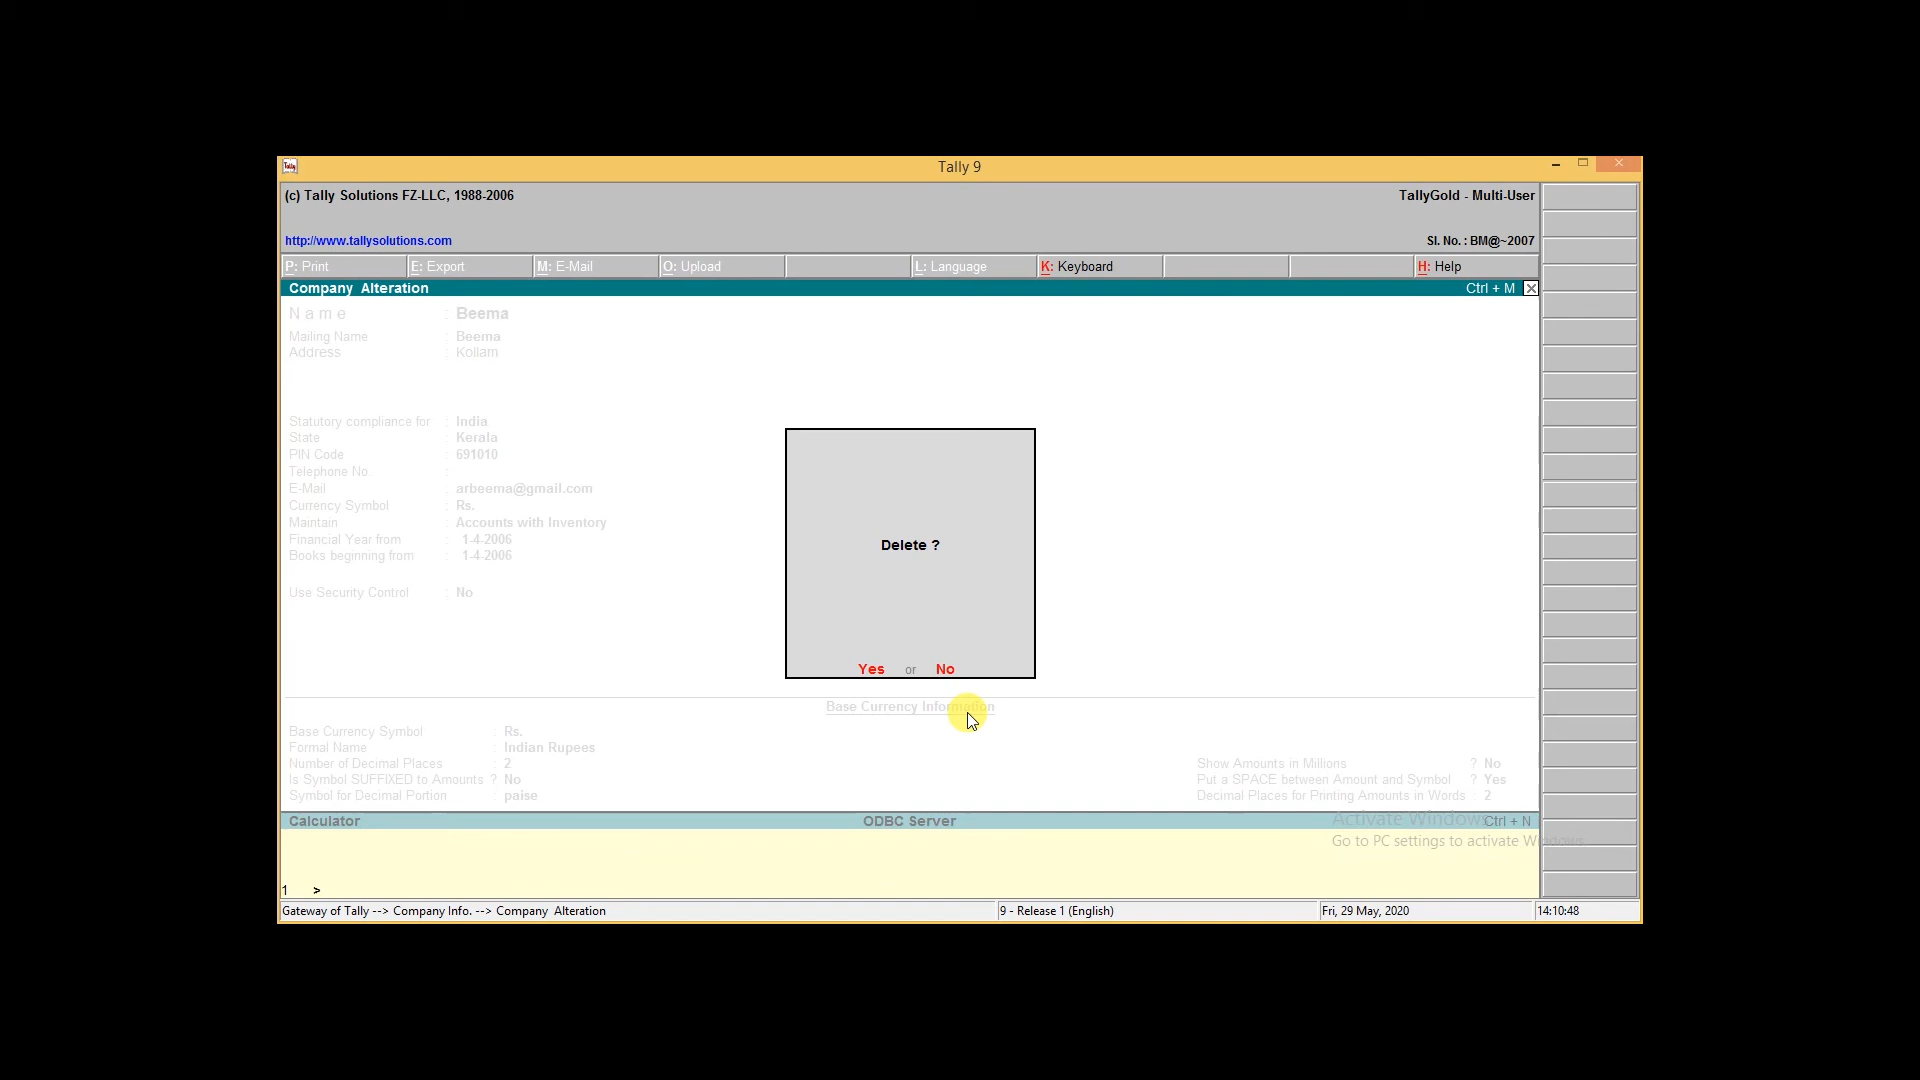 Tally 9
(c) Tally Solutions FZ-LLC, 1988-2006
TallyGold - Multi-User
http://www.tallysolutions.com
Sl. No. : BM@~2007
P: Print
E: Export
M: E-Mail
O: Upload
L: Language
K: Keyboard
H: Help
Company Alteration
Ctrl + M
Name : Beema
Mailing Name : Beema
Address : Kollam
Statutory compliance for : India
State : Kerala
PIN Code : 691010
Telephone No. :
E-Mail : arbeema@gmail.com
Currency Symbol : Rs.
Maintain : Accounts with Inventory
Financial Year from : 1-4-2006
Books beginning from : 1-4-2006
Use Security Control : No
Delete ?
Yes or No
Base Currency Information
Base Currency Symbol : Rs.
Formal Name : Indian Rupees
Number of Decimal Places : 2
Is Symbol SUFFIXED to Amounts ? No
Symbol for Decimal Portion : paise
Show Amounts in Millions ? No
Put a SPACE between Amount and Symbol ? Yes
Decimal Places for Printing Amounts in Words : 2
Calculator
ODBC Server
Ctrl + N
Activate Windows
Go to PC settings to activate Windows.
1 >
Gateway of Tally --> Company Info. --> Company Alteration
9 - Release 1 (English)
Fri, 29 May, 2020
14:10:48